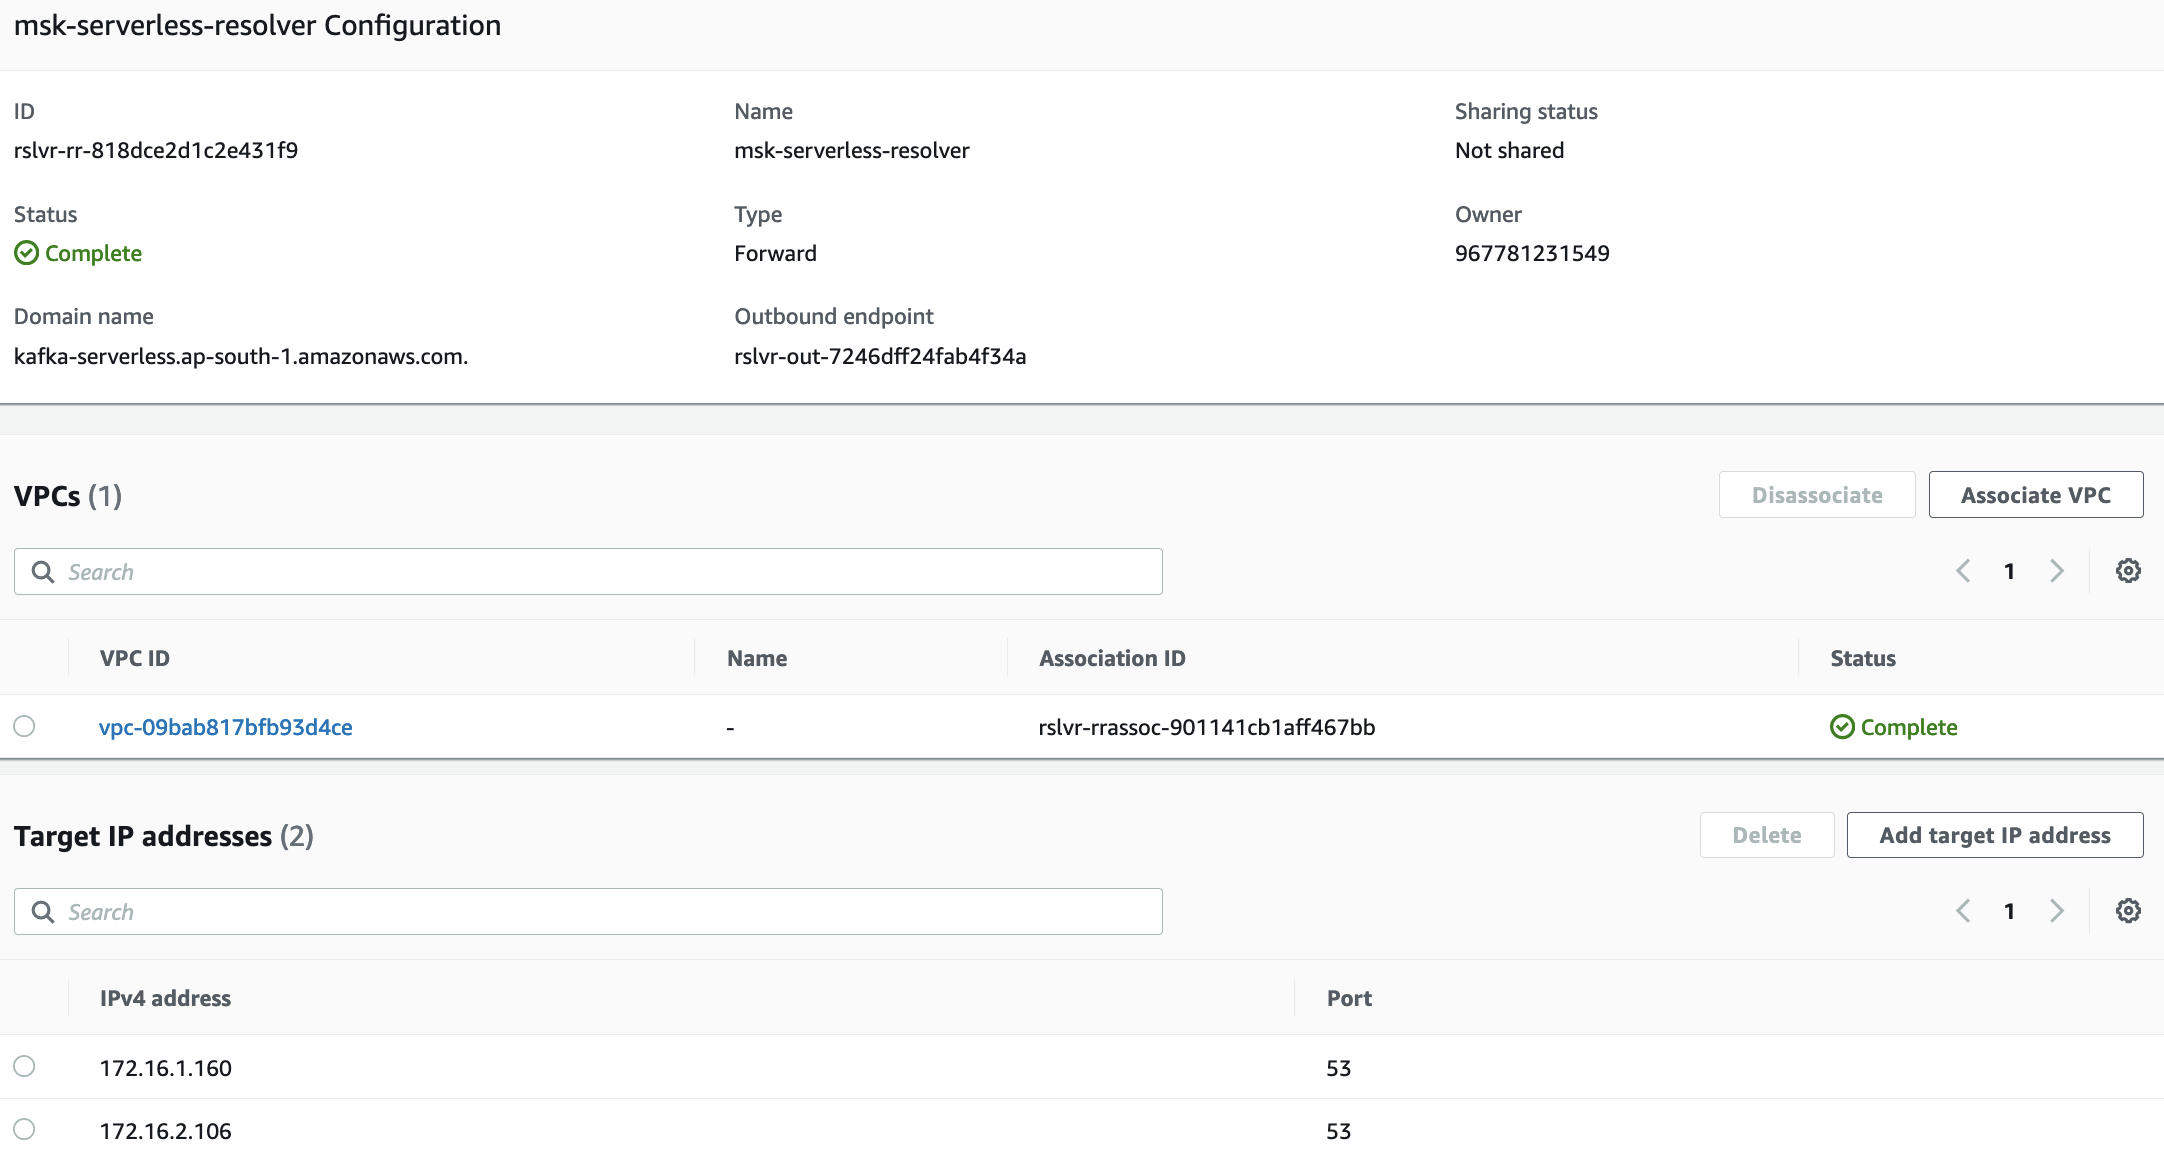 msk-serverless-resolver Configuration
ID
rslvr-rr-818dce2d1c2e431f9
Name
msk-serverless-resolver
Sharing status
Not shared
Status
Complete
Type
Forward
Owner
967781231549
Domain name
kafka-serverless.ap-south-1.amazonaws.com.
Outbound endpoint
rslvr-out-7246dff24fab4f34a
VPCs (1)
Disassociate
Associate VPC
Search
1
VPC ID Name Association ID Status
vpc-09bab817bfb93d4ce - rslvr-rrassoc-901141cb1aff467bb Complete
Target IP addresses (2)
Delete
Add target IP address
Search
1
IPv4 address Port
172.16.1.160 53
172.16.2.106 53